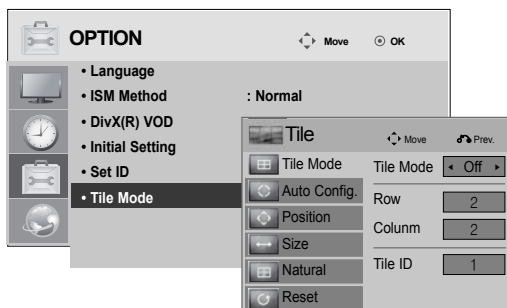 OPTION
Move
OK
• Language
• ISM Method : Normal
• DivX(R) VOD
• Initial Setting
• Set ID
• Tile Mode
Tile
Move
Prev.
Tile Mode
Auto Config.
Position
Size
Natural
Reset
Tile Mode Off
Row 2
Colunm 2
Tile ID 1